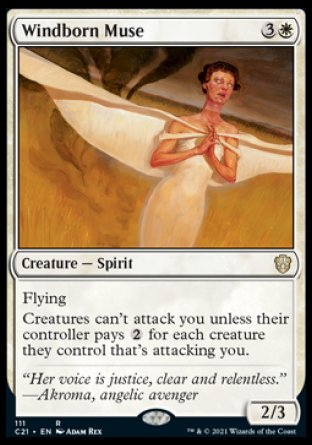 Windborn Muse 3
Creature — Spirit
Flying
Creatures can't attack you unless their
controller pays 2 for each creature
they control that's attacking you.
"Her voice is justice, clear and relentless."
—Akroma, angelic avenger
2/3
111 R
C21 • EN Adam Rex
™ & © 2021 Wizards of the Coast